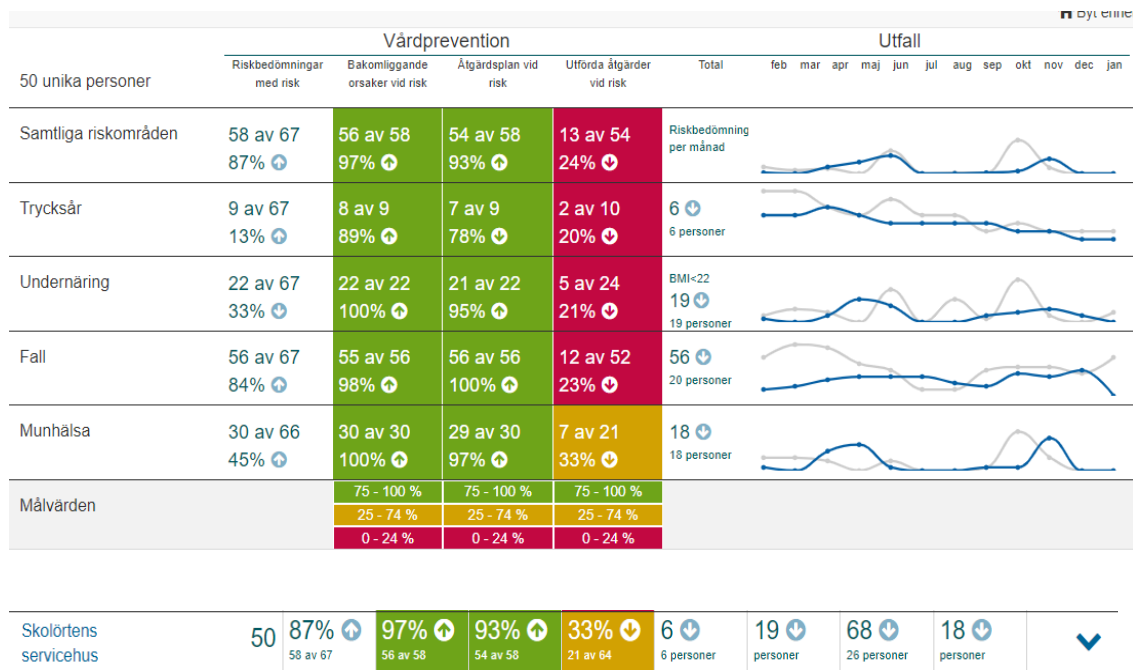 Byt enhe
Vårdprevention Utfall
50 unika personer Riskbedömningar med risk Bakomliggande orsaker vid risk Åtgärdsplan vid risk Utförda åtgärder vid risk Total feb mar apr maj jun jul aug sep okt nov dec jan
Samtliga riskområden 58 av 67 56 av 58 54 av 58 13 av 54 Riskbedömning per månad
87% 97% 93% 24%
Trycksår 9 av 67 8 av 9 7 av 9 2 av 10 6
13% 89% 78% 20% 6 personer
Undernäring 22 av 67 22 av 22 21 av 22 5 av 24 BMI<22
33% 100% 95% 21% 19
19 personer
Fall 56 av 67 55 av 56 56 av 56 12 av 52 56
84% 98% 100% 23% 20 personer
Munhälsa 30 av 66 30 av 30 29 av 30 7 av 21 18
45% 100% 97% 33% 18 personer
Målvärden 75 - 100 % 75 - 100 % 75 - 100 %
25 - 74 % 25 - 74 % 25 - 74 %
0 - 24 % 0 - 24 % 0 - 24 %
Skolörtens 50 87% 97% 93% 33% 6 19 68 18
servicehus 58 av 67 56 av 58 54 av 58 21 av 64 6 personer personer 26 personer personer